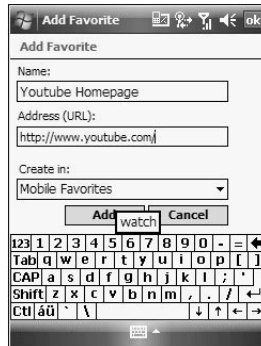 Add Favorite ok
Add Favorite
Name:
Youtube Homepage
Address (URL):
http://www.youtube.com/
Create in:
Mobile Favorites
Add Cancel
watch
123 1 2 3 4 5 6 7 8 9 0 - =
Tab q w e r t y u i o p [ ]
CAP a s d f g h j k l ; '
Shift z x c v b n m , . /
Ctl áü ` \